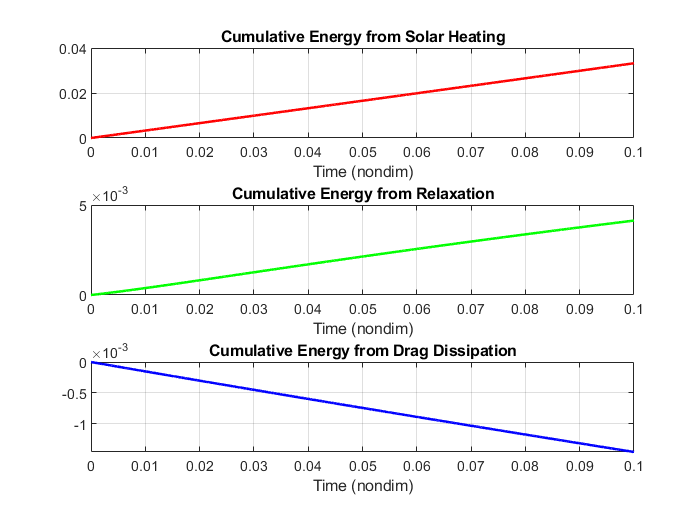 Cumulative Energy from Solar Heating
0.04
0.02
0
0 0.01 0.02 0.03 0.04 0.05 0.06 0.07 0.08 0.09 0.1
Time (nondim)
×10-3 Cumulative Energy from Relaxation
5
0
0 0.01 0.02 0.03 0.04 0.05 0.06 0.07 0.08 0.09 0.1
Time (nondim)
×10-3 Cumulative Energy from Drag Dissipation
0
-0.5
-1
0 0.01 0.02 0.03 0.04 0.05 0.06 0.07 0.08 0.09 0.1
Time (nondim)